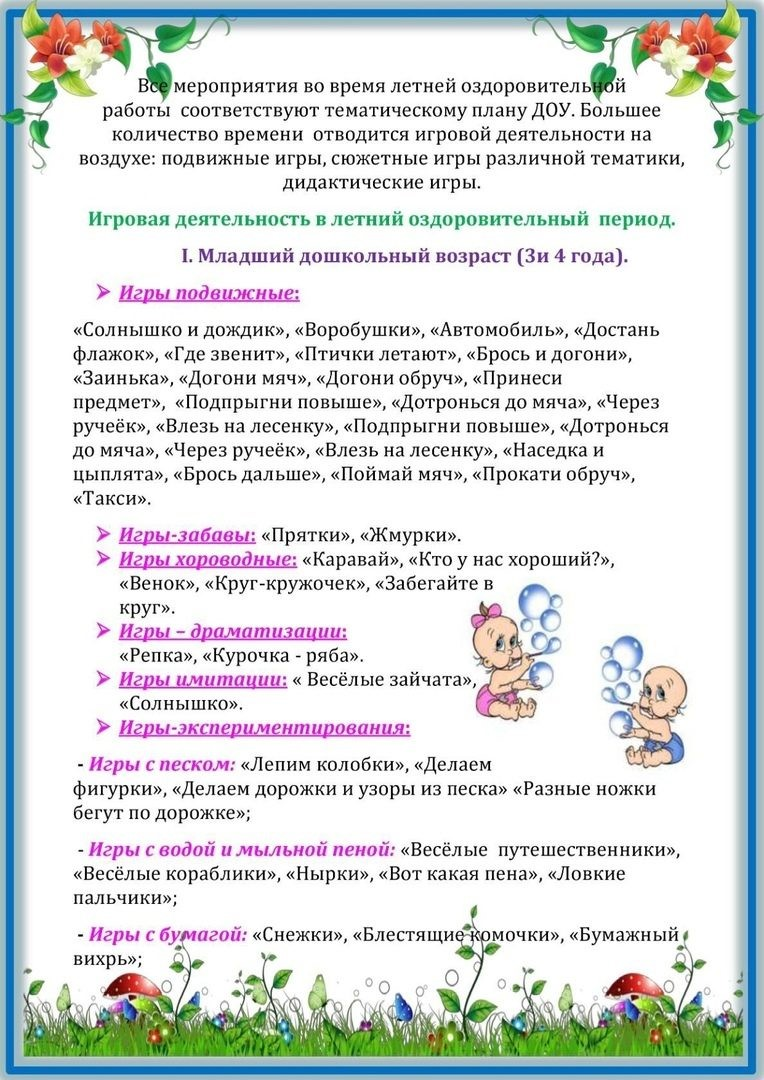 Все мероприятия во время летней оздоровительной
работы  соответствуют тематическому плану ДОУ. Большее
количество времени  отводится игровой деятельности на
воздухе: подвижные игры, сюжетные игры различной тематики,
дидактические игры.
Игровая деятельность в летний оздоровительный  период.
I. Младший дошкольный возраст (3и 4 года).
➢ Игры подвижные:
«Солнышко и дождик», «Воробушки», «Автомобиль», «Достань
флажок», «Где звенит», «Птички летают», «Брось и догони»,
«Заинька», «Догони мяч», «Догони обруч», «Принеси
предмет»,  «Подпрыгни повыше», «Дотронься до мяча», «Через
ручеёк», «Влезь на лесенку», «Подпрыгни повыше», «Дотронься
до мяча», «Через ручеёк», «Влезь на лесенку», «Наседка и
цыплята», «Брось дальше», «Поймай мяч», «Прокати обруч»,
«Такси».
➢ Игры-забавы: «Прятки», «Жмурки».
➢ Игры хороводные: «Каравай», «Кто у нас хороший?»,
«Венок», «Круг-кружочек», «Забегайте в
круг».
➢ Игры – драматизации:
«Репка», «Курочка - ряба».
➢ Игры имитации: « Весёлые зайчата»,
«Солнышко».
➢ Игры-экспериментирования:
- Игры с песком: «Лепим колобки», «Делаем
фигурки», «Делаем дорожки и узоры из песка» «Разные ножки
бегут по дорожке»;
- Игры с водой и мыльной пеной: «Весёлые  путешественники»,
«Весёлые кораблики», «Нырки», «Вот какая пена», «Ловкие
пальчики»;
- Игры с бумагой: «Снежки», «Блестящие комочки», «Бумажный
вихрь»;